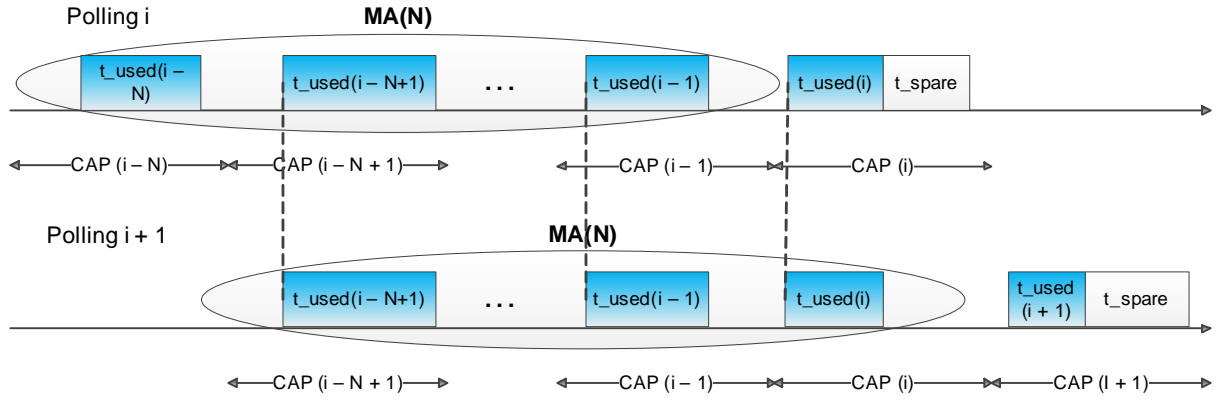 Polling i
MA(N)
t_used(i –
N)
t_used(i – N+1)
...
t_used(i – 1)
t_used(i)
t_spare
CAP (i – N)
CAP (i – N + 1)
CAP (i – 1)
CAP (i)
Polling i + 1
MA(N)
t_used(i – N+1)
...
t_used(i – 1)
t_used(i)
t_used
(i + 1)
t_spare
CAP (i – N + 1)
CAP (i – 1)
CAP (i)
CAP (I + 1)